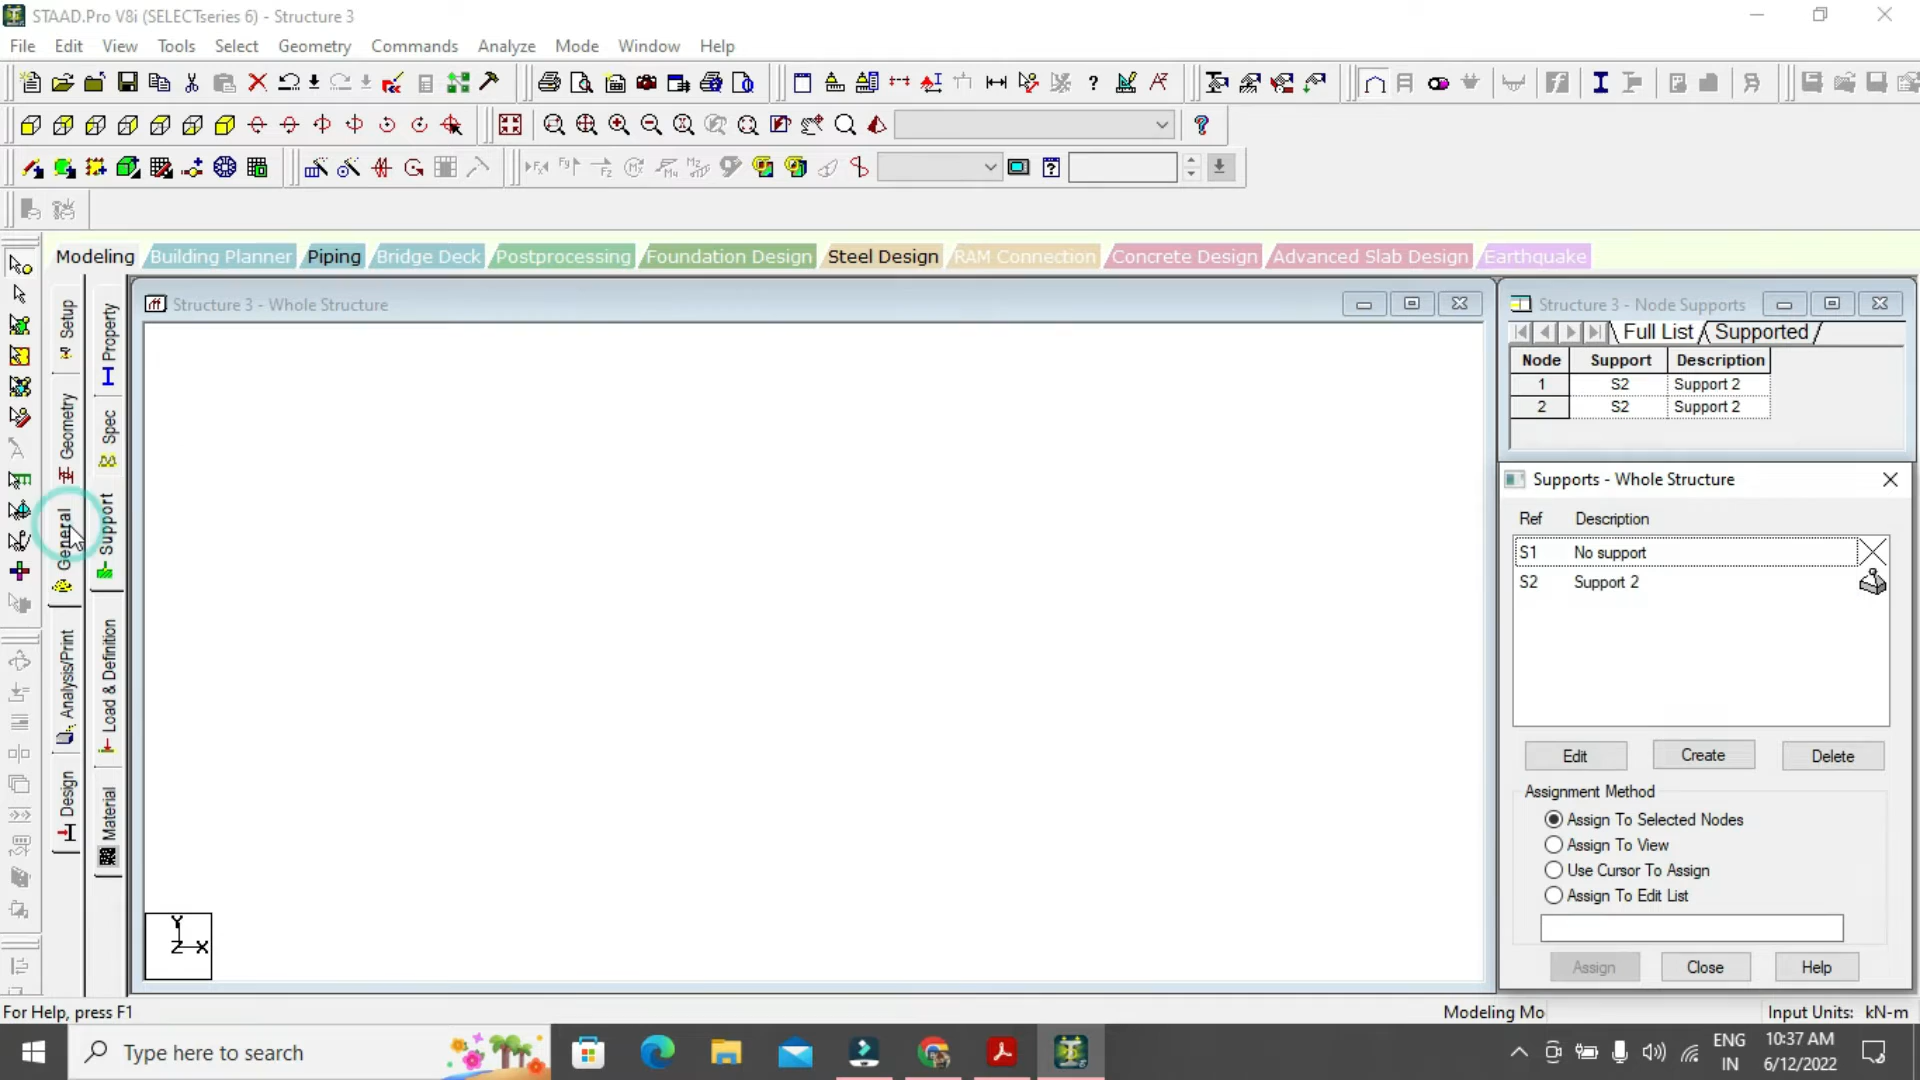 STAAD.Pro V8i (SELECTseries 6) - Structure 3
File Edit View Tools Select Geometry Commands Analyze Mode Window Help
Modeling Building Planner Piping Bridge Deck Postprocessing Foundation Design Steel Design RAM Connection Concrete Design Advanced Slab Design Earthquake
Setup
Geometry
General
Analysis/Print
Design
Property
Spec
Support
Load & Definition
Material
Structure 3 - Whole Structure
Y
Z X
Structure 3 - Node Supports
Full List Supported
Node Support Description
1 S2 Support 2
2 S2 Support 2
Supports - Whole Structure
Ref Description
S1 No support
S2 Support 2
Edit Create Delete
Assignment Method
Assign To Selected Nodes
Assign To View
Use Cursor To Assign
Assign To Edit List
Assign Close Help
For Help, press F1
Modeling Mo
Input Units: kN-m
Type here to search
ENG
IN
10:37 AM
6/12/2022